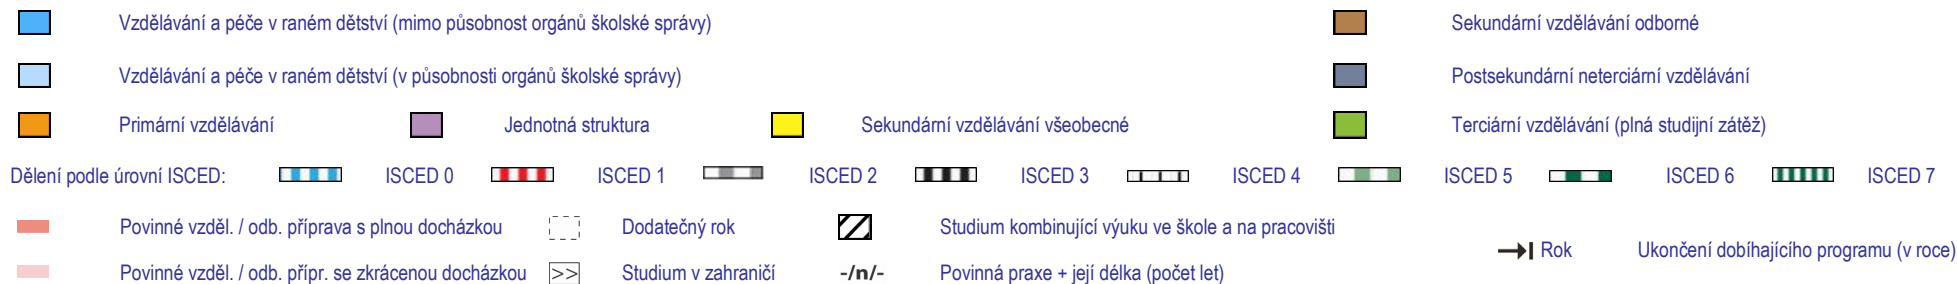 Vzdělávání a péče v raném dětství (mimo působnost orgánů školské správy) Sekundární vzdělávání odborné
Vzdělávání a péče v raném dětství (v působnosti orgánů školské správy) Postsekundární neterciární vzdělávání
Primární vzdělávání Jednotná struktura Sekundární vzdělávání všeobecné Terciární vzdělávání (plná studijní zátěž)
Dělení podle úrovní ISCED: ISCED 0 ISCED 1 ISCED 2 ISCED 3 ISCED 4 ISCED 5 ISCED 6 ISCED 7
Povinné vzděl. / odb. příprava s plnou docházkou Dodatečný rok Studium kombinující výuku ve škole a na pracovišti
Rok Ukončení dobíhajícího programu (v roce)
Povinné vzděl. / odb. přípr. se zkrácenou docházkou >> Studium v zahraničí -/n/- Povinná praxe + její délka (počet let)